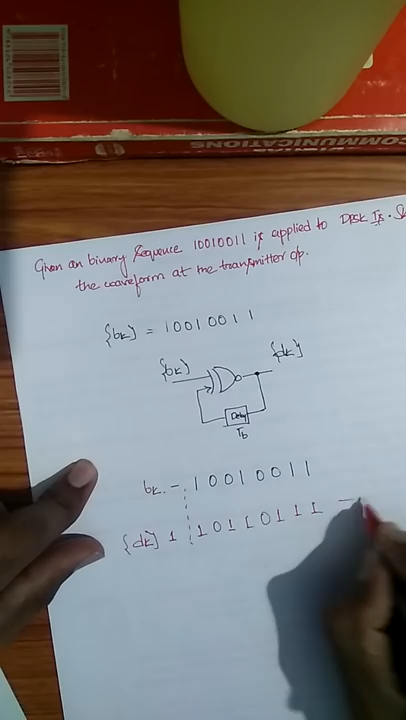 COMMUNICATIONS
Given an binary sequence 10010011 is applied to DPSK Tx.
the waveform at the transmitter o/p.
{bk} = 10010011
{bk} {dk}
Delay
Tb
bk. - 1 0 0 1 0 0 1 1
{dk} 1 1 0 1 1 0 1 1 1 —